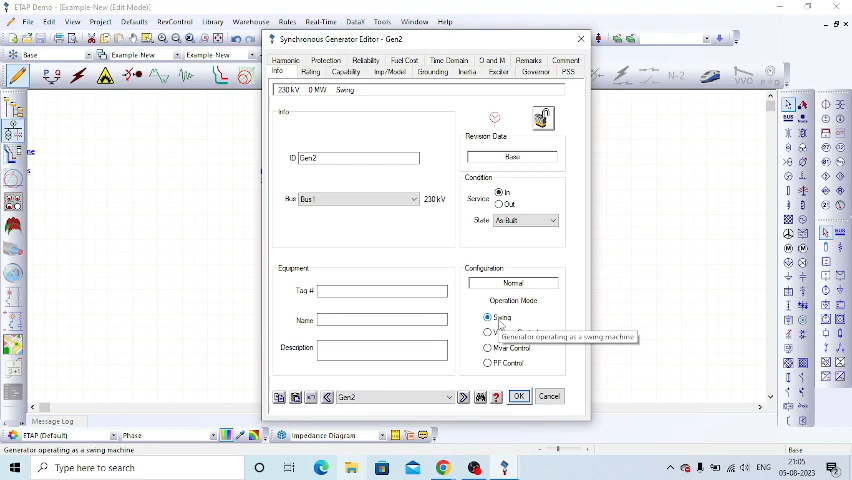 ETAP Demo - [Example-New (Edit Mode)]
File Edit View Project Defaults RevControl Library Warehouse Rules Real-Time DataX Tools Window Help
Base Example-New Example-New
Synchronous Generator Editor - Gen2
Harmonic Protection Reliability Fuel Cost Time Domain O and M Remarks Comment
Info Rating Capability Imp/Model Grounding Inertia Exciter Governor PSS
230 kV 0 MW Swing
Info
Revision Data
Base
ID Gen2
Condition
Service In
Out
Bus Bus1 230 kV
State As Built
Equipment
Configuration
Normal
Tag #
Operation Mode
Name
Swing
Generator operating as a swing machine
Description
Mvar Control
PF Control
Gen2 OK Cancel
N-2
VVO
BUS
Message Log
ETAP (Default) Phase Impedance Diagram
Generator operating as a swing machine Base
Type here to search
ENG
21:05
05-08-2023